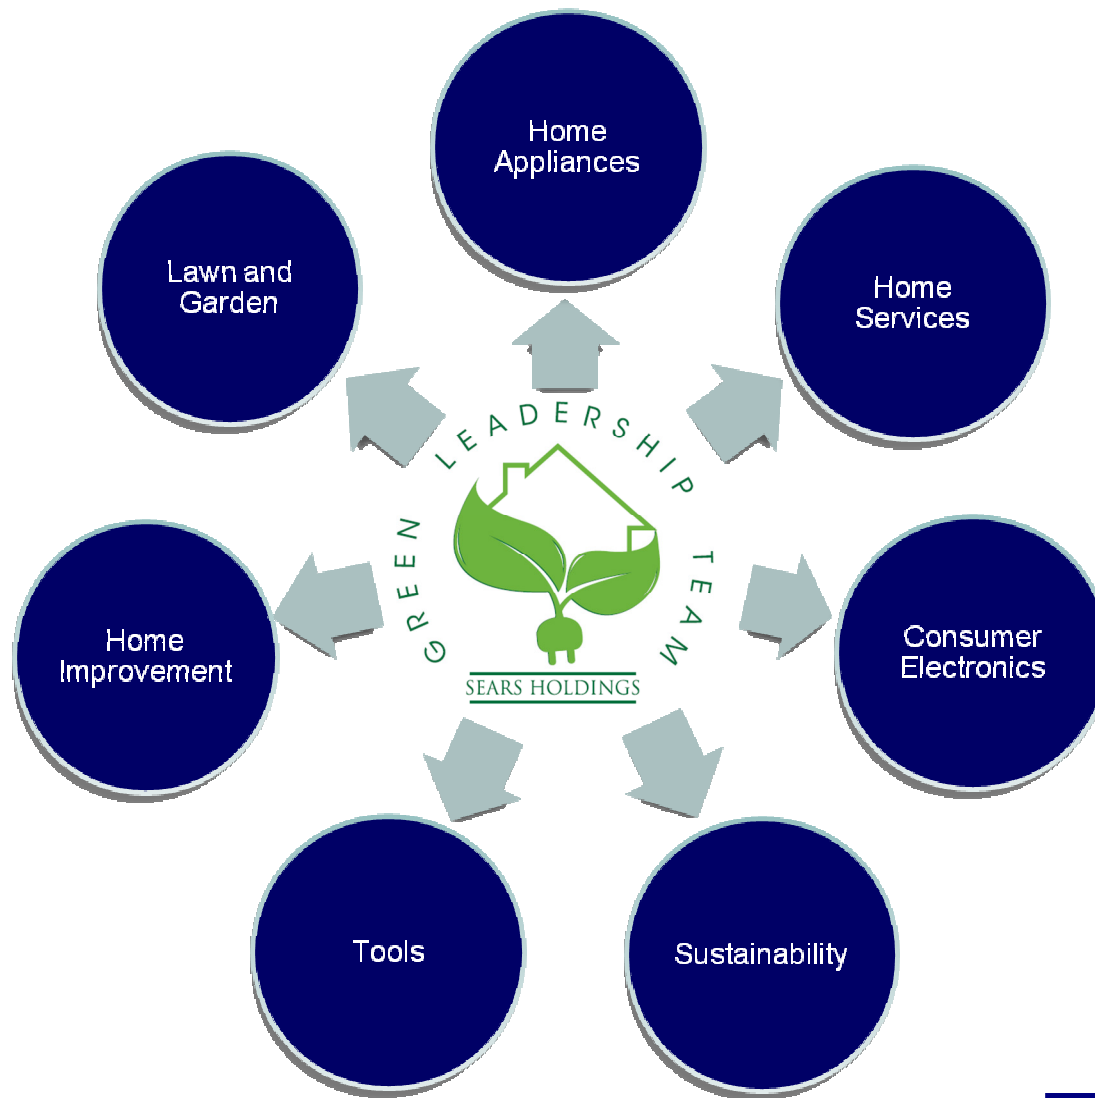 Home
Appliances
Home
Services
Consumer
Electronics
Sustainability
Tools
Home
Improvement
Lawn and
Garden
GREEN LEADERSHIP TEAM
SEARS HOLDINGS